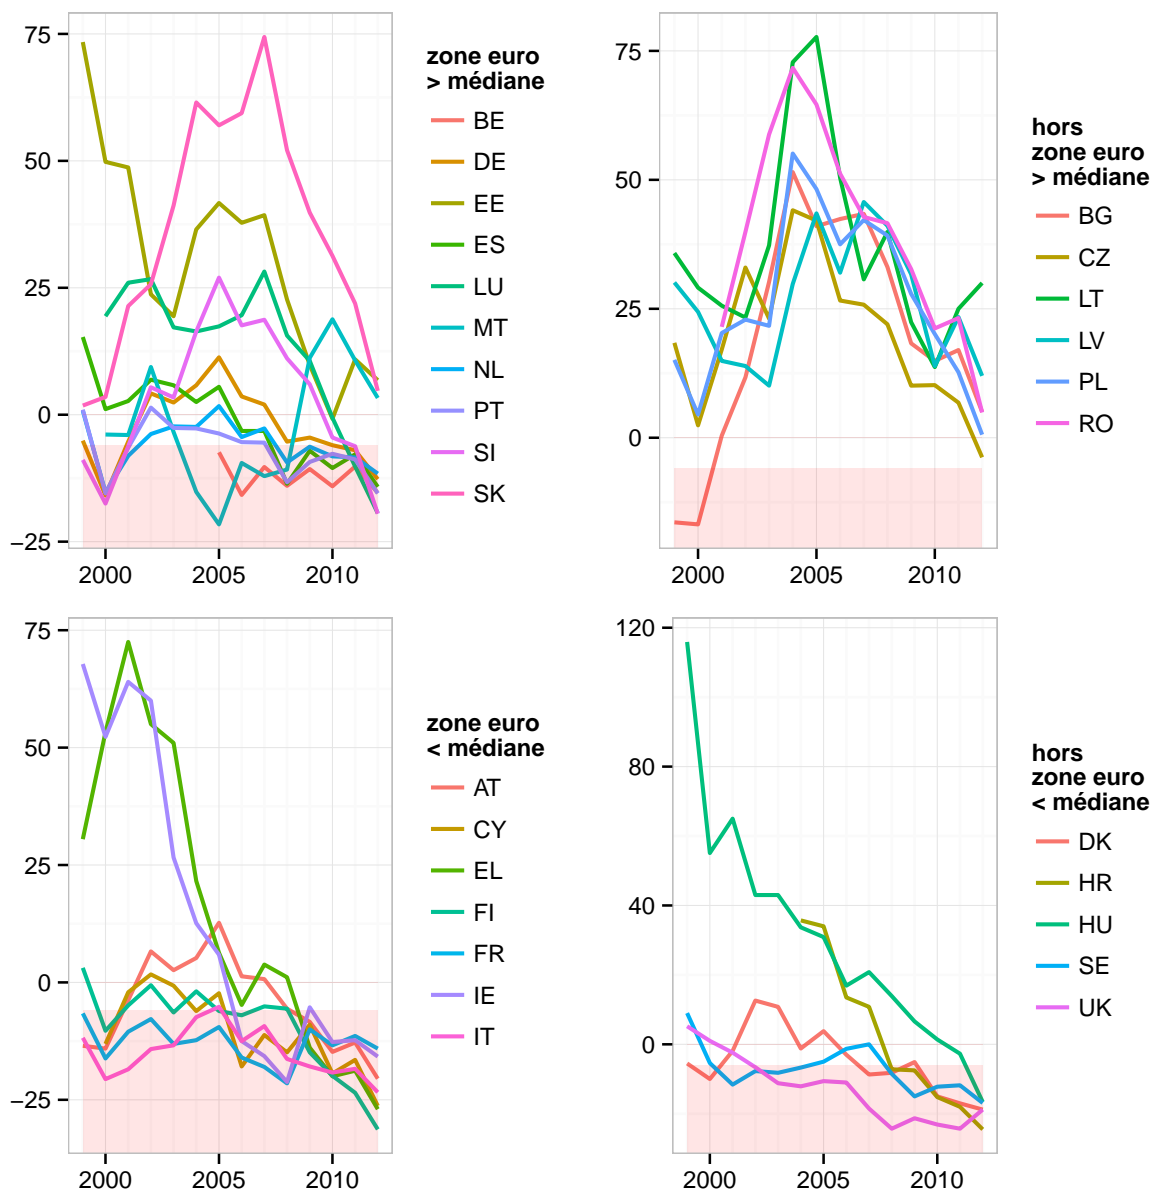 75
50
25
0
−25
2000
2005
2010
zone euro
> médiane
BE
DE
EE
ES
LU
MT
NL
PT
SI
SK
75
50
25
0
2000
2005
2010
hors
zone euro
> médiane
BG
CZ
LT
LV
PL
RO
75
50
25
0
−25
2000
2005
2010
zone euro
< médiane
AT
CY
EL
FI
FR
IE
IT
120
80
40
0
2000
2005
2010
hors
zone euro
< médiane
DK
HR
HU
SE
UK